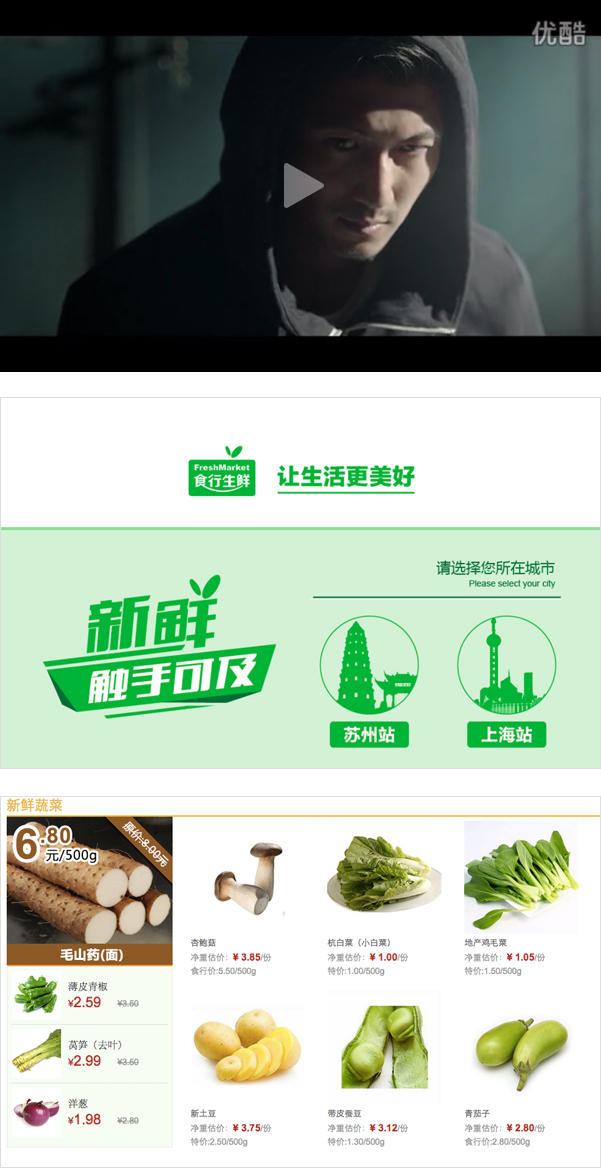 优酷
FreshMarket
食行生鲜
让生活更美好
请选择您所在城市
Please select your city
新鲜
触手可及
苏州站
上海站
新鲜蔬菜
6.80
元/500g
原价:8.00元
毛山药(面)
薄皮青椒
¥2.59 ¥3.50
莴笋（去叶）
¥2.99 ¥3.50
洋葱
¥1.98 ¥2.80
杏鲍菇
净重估价：¥ 3.85/份
食行价:5.50/500g
杭白菜（小白菜）
净重估价：¥ 1.00/份
特价:1.00/500g
地产鸡毛菜
净重估价：¥ 1.05/份
特价:1.50/500g
新土豆
净重估价：¥ 3.75/份
特价:2.50/500g
带皮蚕豆
净重估价：¥ 3.12/份
特价:1.30/500g
青茄子
净重估价：¥ 2.80/份
食行价:2.80/500g